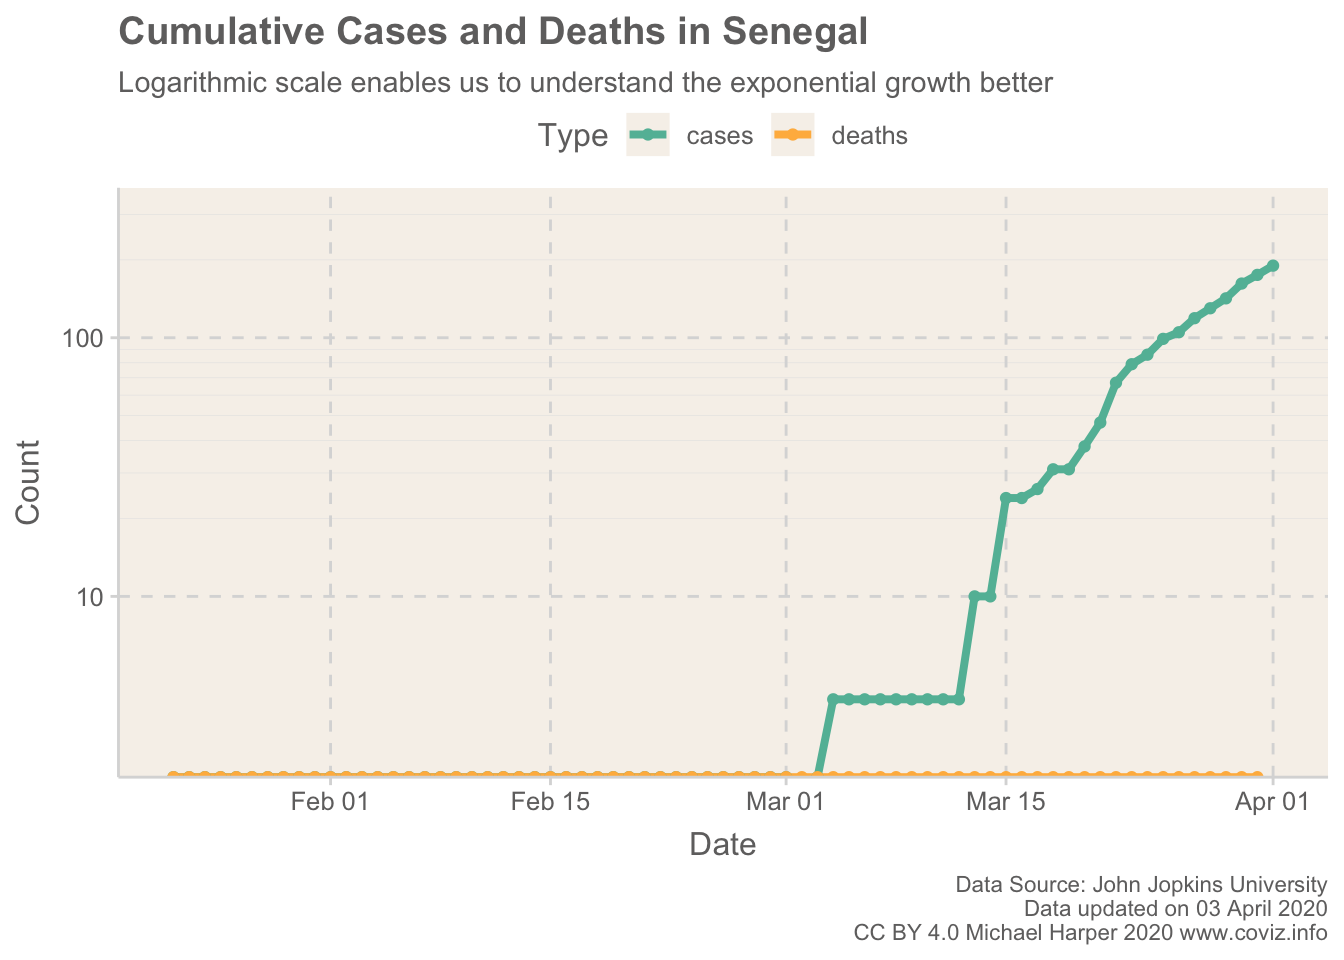 Cumulative Cases and Deaths in Senegal
Logarithmic scale enables us to understand the exponential growth better
Type cases deaths
100
10
Count
Feb 01 Feb 15 Mar 01 Mar 15 Apr 01
Date
Data Source: John Jopkins University
Data updated on 03 April 2020
CC BY 4.0 Michael Harper 2020 www.coviz.info